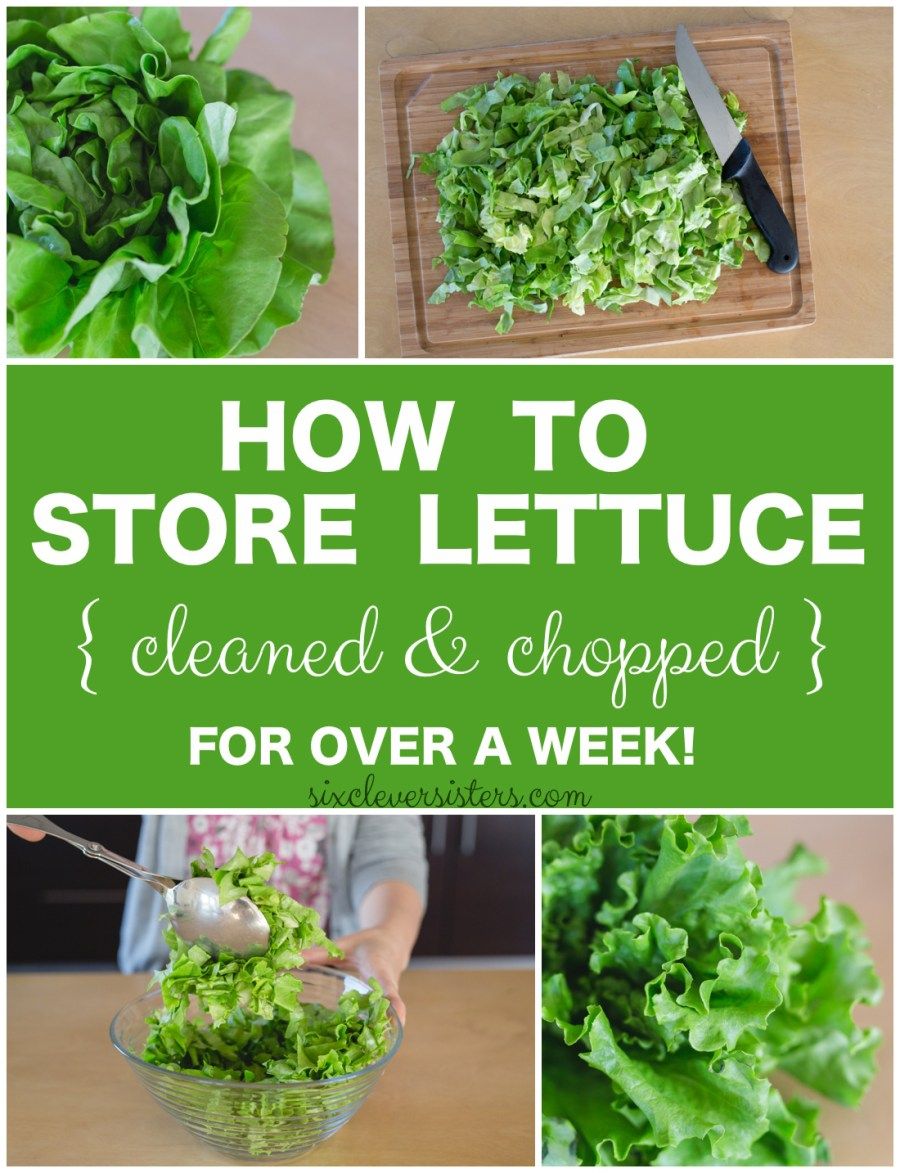 HOW TO
STORE LETTUCE
{ cleaned & chopped }
FOR OVER A WEEK!
sixcleversisters.com